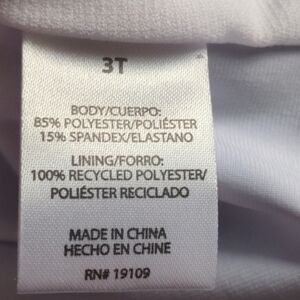 3T
BODY/CUERPO:
85% POLYESTER/POLIÉSTER
15% SPANDEX/ELASTANO
LINING/FORRO:
100% RECYCLED POLYESTER/
POLIÉSTER RECICLADO
MADE IN CHINA
HECHO EN CHINE
RN# 19109